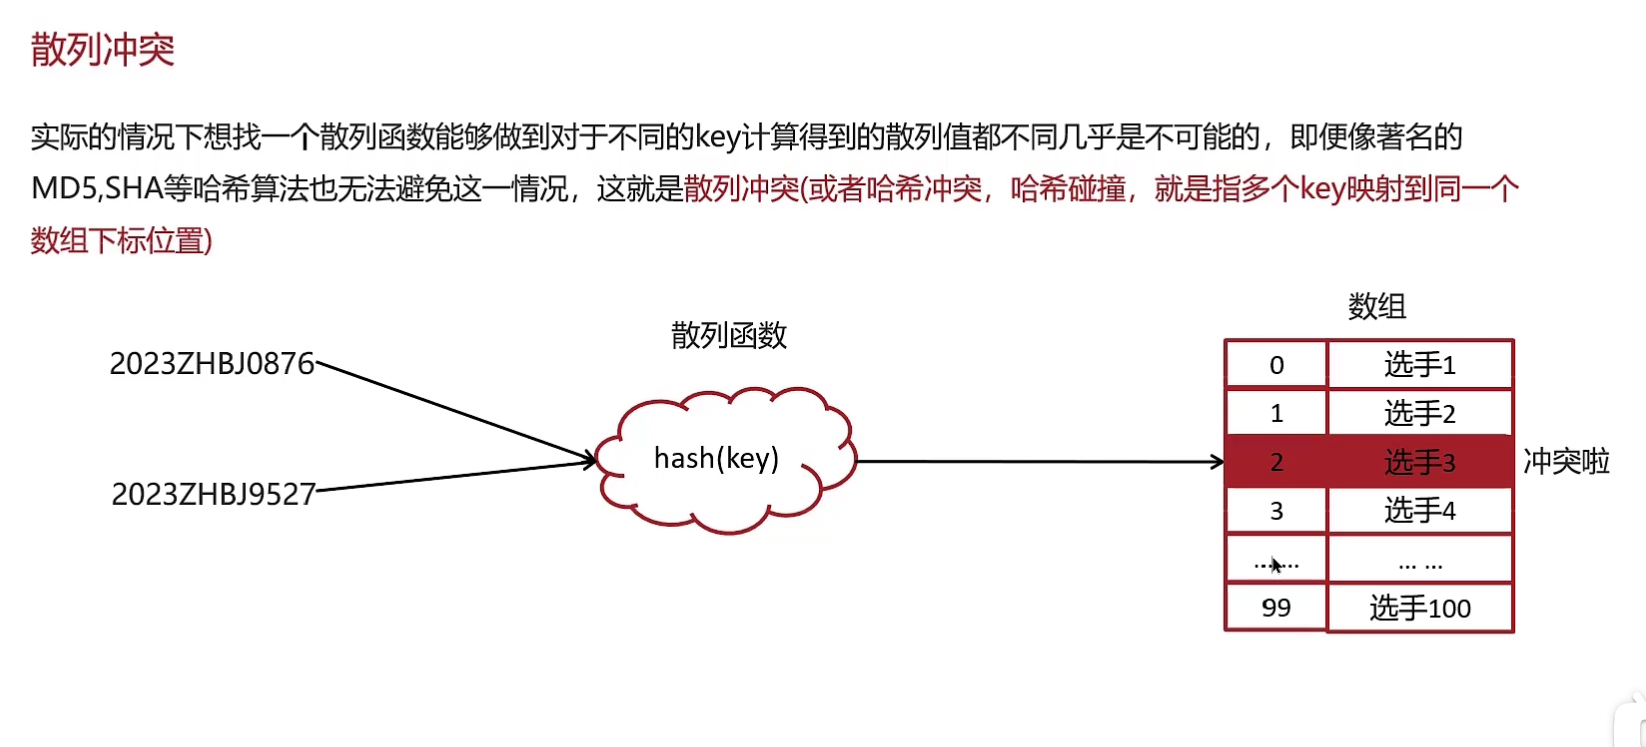 散列冲突
实际的情况下想找一个散列函数能够做到对于不同的key计算得到的散列值都不同几乎是不可能的，即便像著名的
MD5,SHA等哈希算法也无法避免这一情况，这就是散列冲突(或者哈希冲突，哈希碰撞，就是指多个key映射到同一个
数组下标位置)
数组
散列函数
2023ZHBJ0876
0 选手1
1 选手2
hash(key)
2 选手3 冲突啦
2023ZHBJ9527
3 选手4
...... ... ...
99 选手100